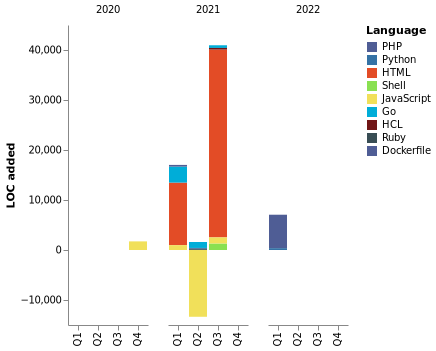 2020 2021 2022
Language
PHP
Python
HTML
Shell
JavaScript
Go
HCL
Ruby
Dockerfile
LOC added
40,000
30,000
20,000
10,000
0
−10,000
Q1 Q2 Q3 Q4 Q1 Q2 Q3 Q4 Q1 Q2 Q3 Q4